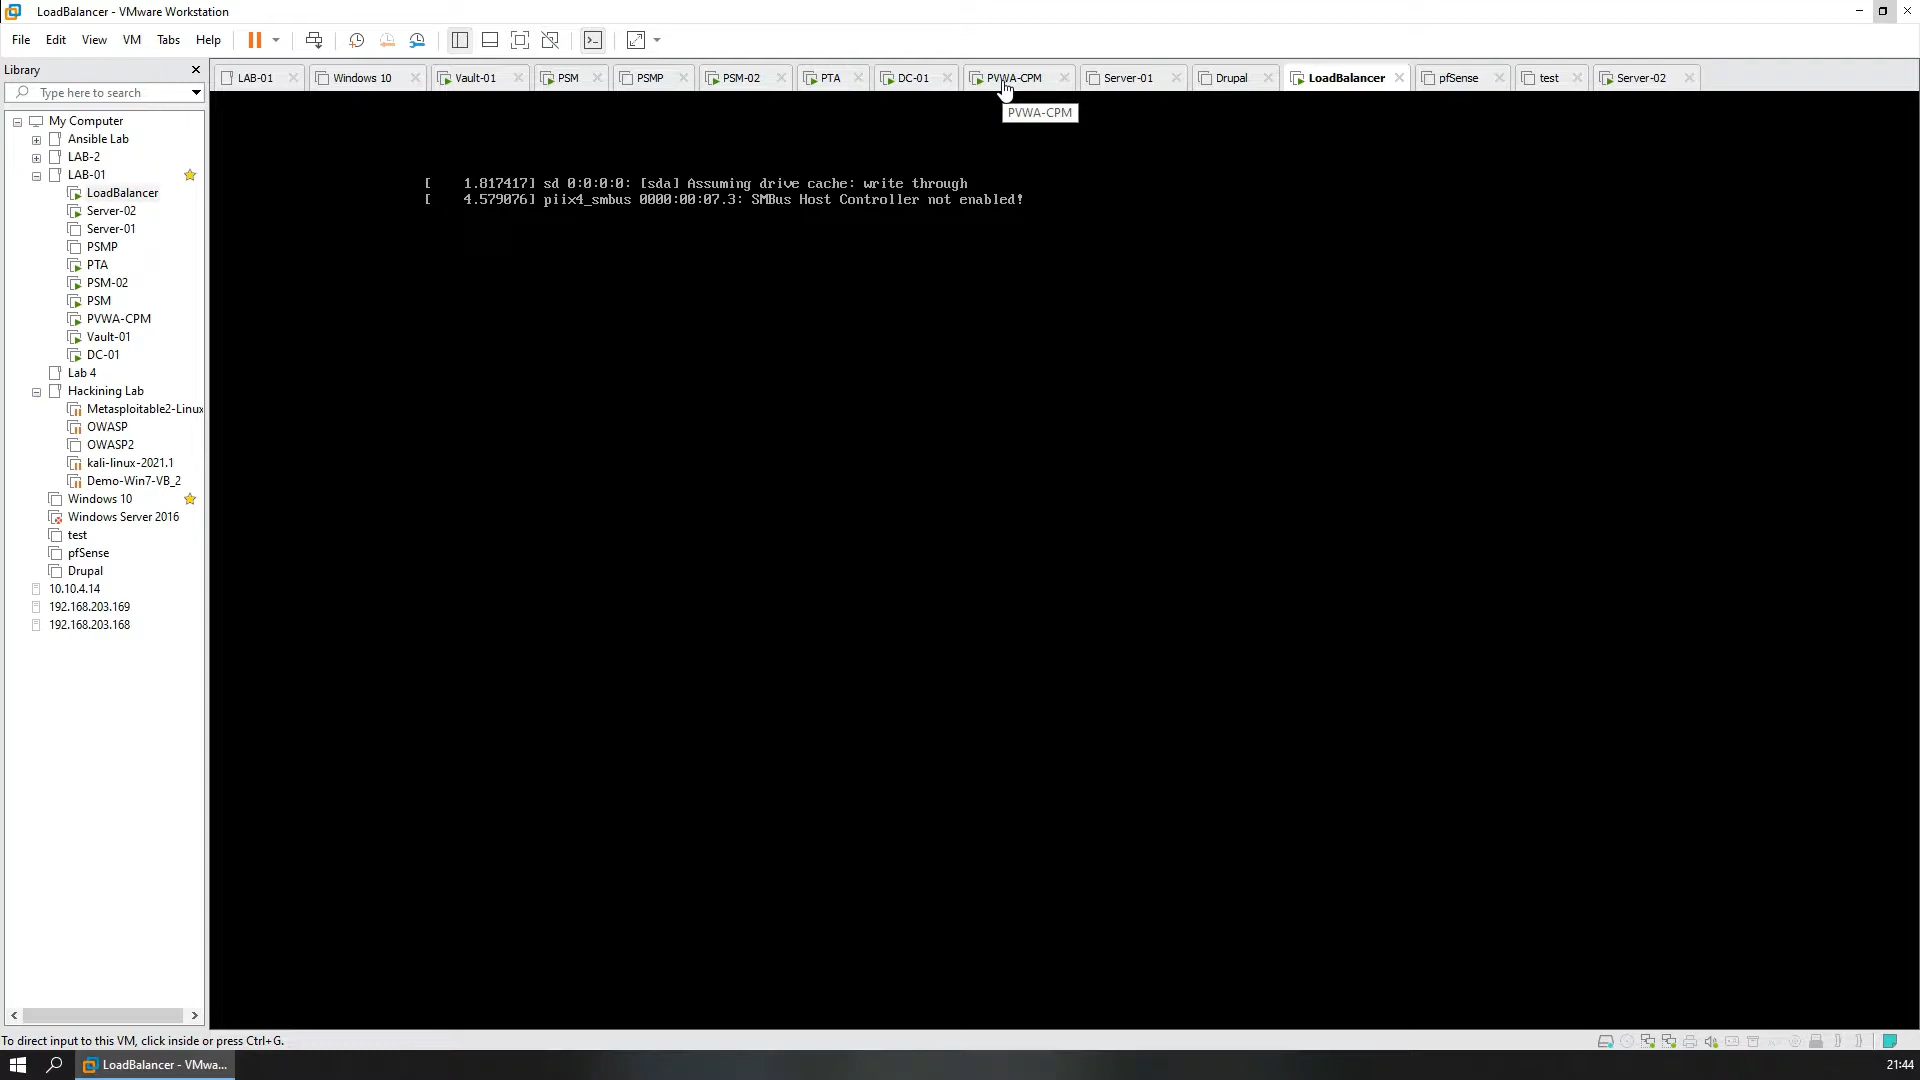 LoadBalancer - VMware Workstation
File Edit View VM Tabs Help
Library
Type here to search
LAB-01 Windows 10 Vault-01 PSM PSMP PSM-02 PTA DC-01 PVWA-CPM Server-01 Drupal LoadBalancer pfSense test Server-02
PVWA-CPM
My Computer
Ansible Lab
LAB-2
LAB-01
LoadBalancer
Server-02
Server-01
PSMP
PTA
PSM-02
PSM
PVWA-CPM
Vault-01
DC-01
Lab 4
Hackining Lab
Metasploitable2-Linux
OWASP
OWASP2
kali-linux-2021.1
Demo-Win7-VB_2
Windows 10
Windows Server 2016
test
pfSense
Drupal
10.10.4.14
192.168.203.169
192.168.203.168
[    1.817417] sd 0:0:0:0: [sda] Assuming drive cache: write through
[    4.579076] piix4_smbus 0000:00:07.3: SMBus Host Controller not enabled!
To direct input to this VM, click inside or press Ctrl+G.
LoadBalancer - VMwa...
21:44